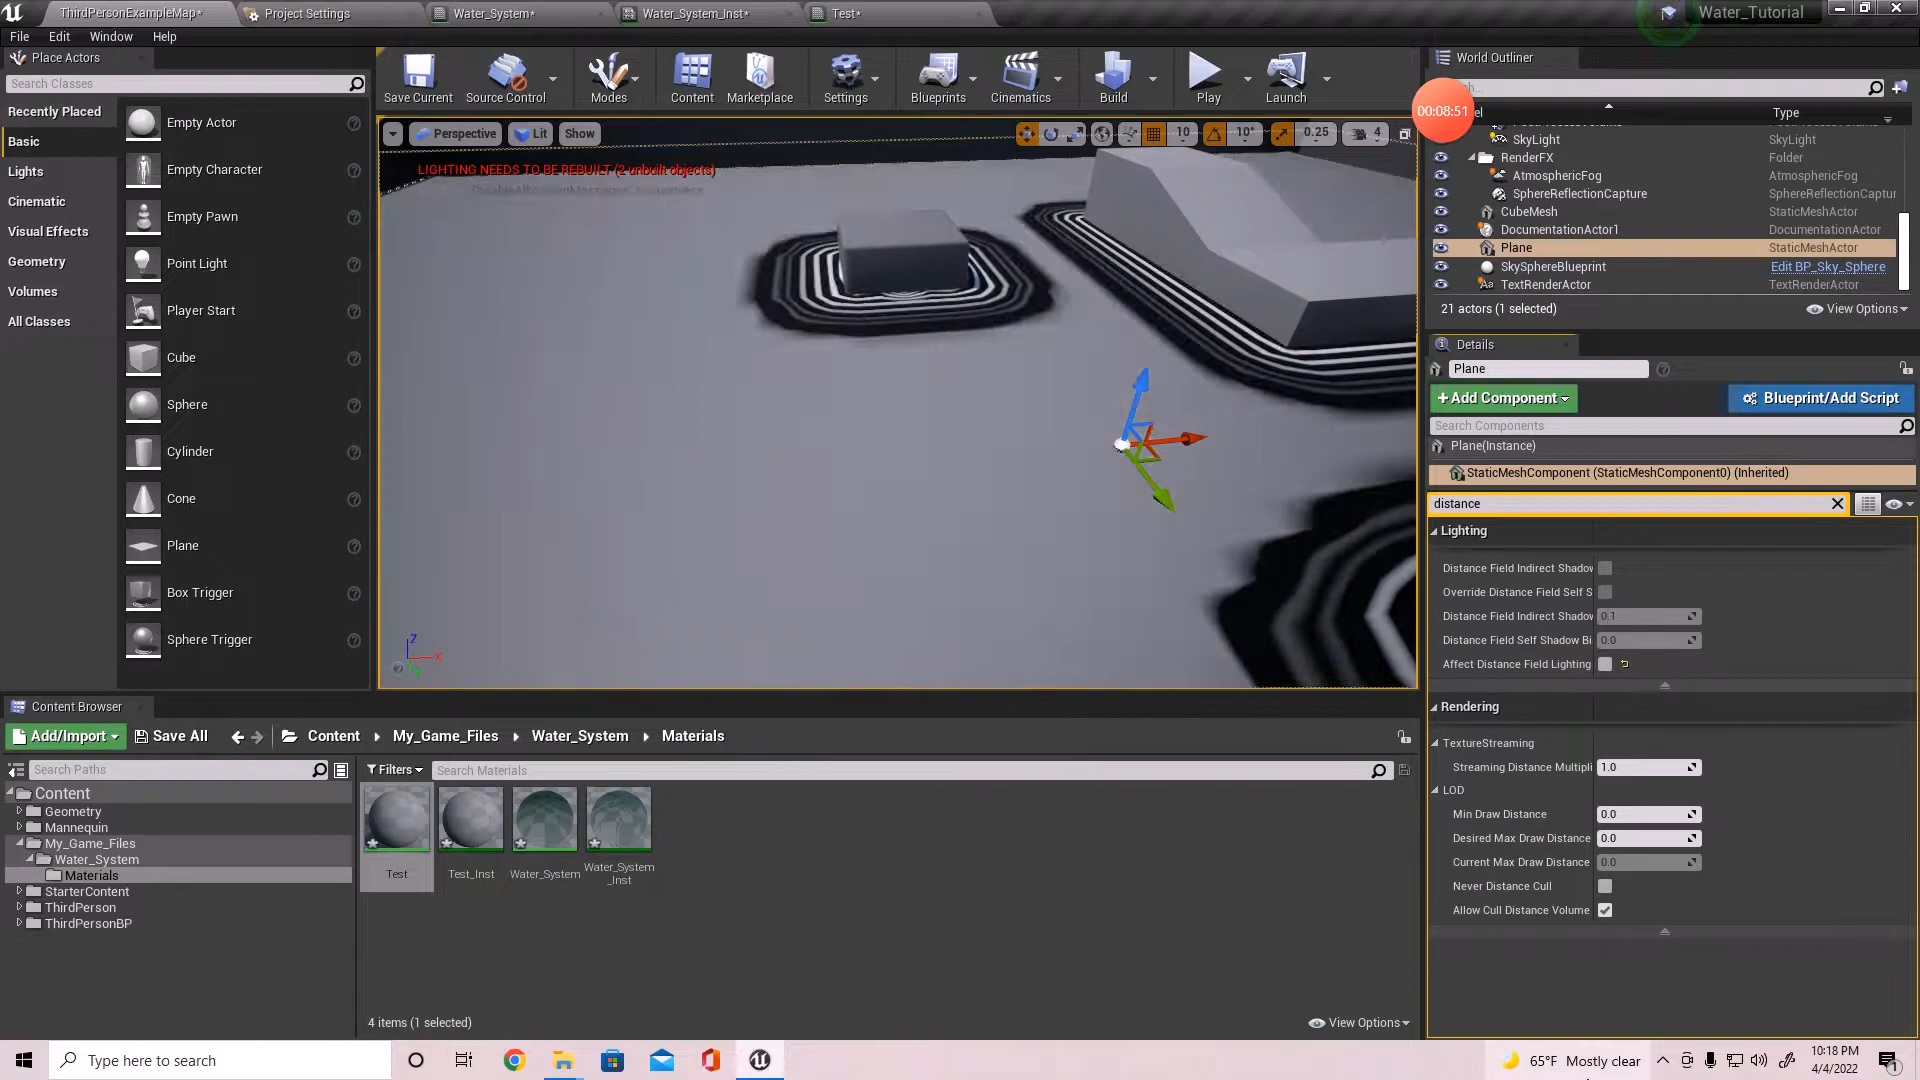 ThirdPersonExampleMap*
Project Settings
Water_System*
Water_System_Inst*
Test*
Water_Tutorial
File Edit Window Help
Place Actors
Search Classes
Recently Placed
Basic
Lights
Cinematic
Visual Effects
Geometry
Volumes
All Classes
Empty Actor
Empty Character
Empty Pawn
Point Light
Player Start
Cube
Sphere
Cylinder
Cone
Plane
Box Trigger
Sphere Trigger
Save Current
Source Control
Modes
Content
Marketplace
Settings
Blueprints
Cinematics
Build
Play
Launch
Perspective Lit Show
10 10° 0.25 4
LIGHTING NEEDS TO BE REBUILT (2 unbuilt objects)
Z
X
World Outliner
00:08:51
Type
SkyLight SkyLight
RenderFX Folder
AtmosphericFog AtmosphericFog
SphereReflectionCapture SphereReflectionCaptur
CubeMesh StaticMeshActor
DocumentationActor1 DocumentationActor
Plane StaticMeshActor
SkySphereBlueprint Edit BP_Sky_Sphere
TextRenderActor TextRenderActor
21 actors (1 selected) View Options
Details
Plane
+Add Component Blueprint/Add Script
Search Components
Plane(Instance)
StaticMeshComponent (StaticMeshComponent0) (Inherited)
distance
Lighting
Distance Field Indirect Shadov
Override Distance Field Self S
Distance Field Indirect Shadov 0.1
Distance Field Self Shadow Bi 0.0
Affect Distance Field Lighting
Rendering
TextureStreaming
Streaming Distance Multipli 1.0
LOD
Min Draw Distance 0.0
Desired Max Draw Distance 0.0
Current Max Draw Distance 0.0
Never Distance Cull
Allow Cull Distance Volume
Content Browser
Add/Import Save All Content My_Game_Files Water_System Materials
Search Paths
Filters Search Materials
Content
Geometry
Mannequin
My_Game_Files
Water_System
Materials
StarterContent
ThirdPerson
ThirdPersonBP
Test
Test_Inst
Water_System
Water_System
_Inst
4 items (1 selected) View Options
Type here to search
65°F Mostly clear
10:18 PM
4/4/2022
1